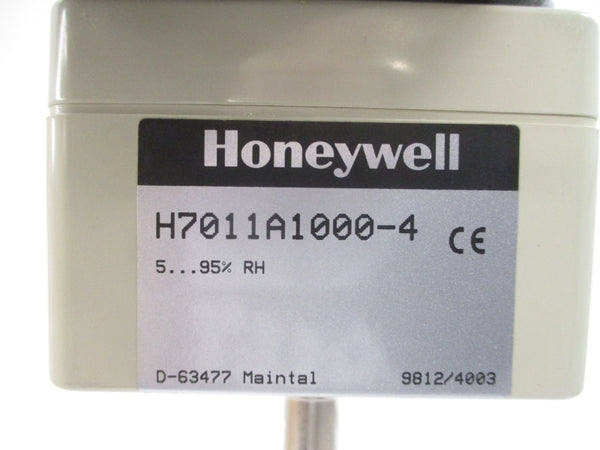 Honeywell
H7011A1000-4 CE
5...95% RH
D-63477 Maintal 9812/4003